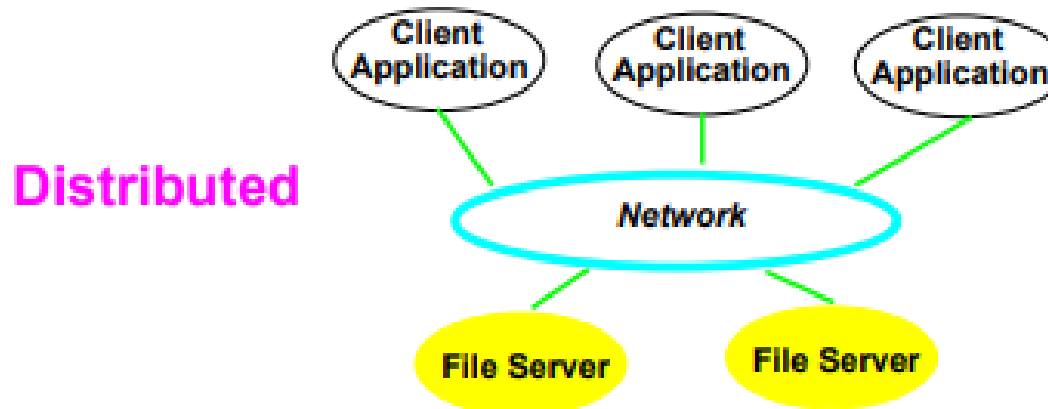 Client
Application
Client
Application
Client
Application
Distributed
Network
File Server
File Server